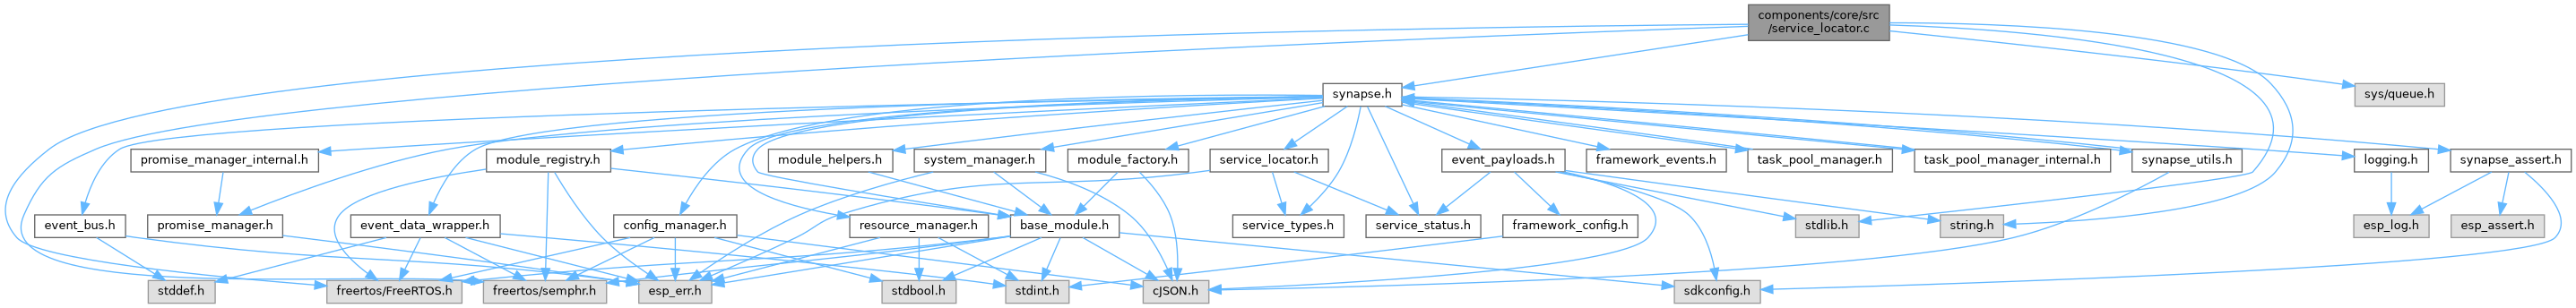 components/core/src
/service_locator.c
synapse.h
sys/queue.h
promise_manager_internal.h
module_registry.h
module_helpers.h
system_manager.h
module_factory.h
service_locator.h
event_payloads.h
framework_events.h
task_pool_manager.h
task_pool_manager_internal.h
synapse_utils.h
logging.h
synapse_assert.h
event_bus.h
promise_manager.h
event_data_wrapper.h
config_manager.h
resource_manager.h
base_module.h
service_types.h
service_status.h
framework_config.h
stdlib.h
string.h
esp_log.h
esp_assert.h
stddef.h
freertos/FreeRTOS.h
freertos/semphr.h
esp_err.h
stdbool.h
stdint.h
cJSON.h
sdkconfig.h